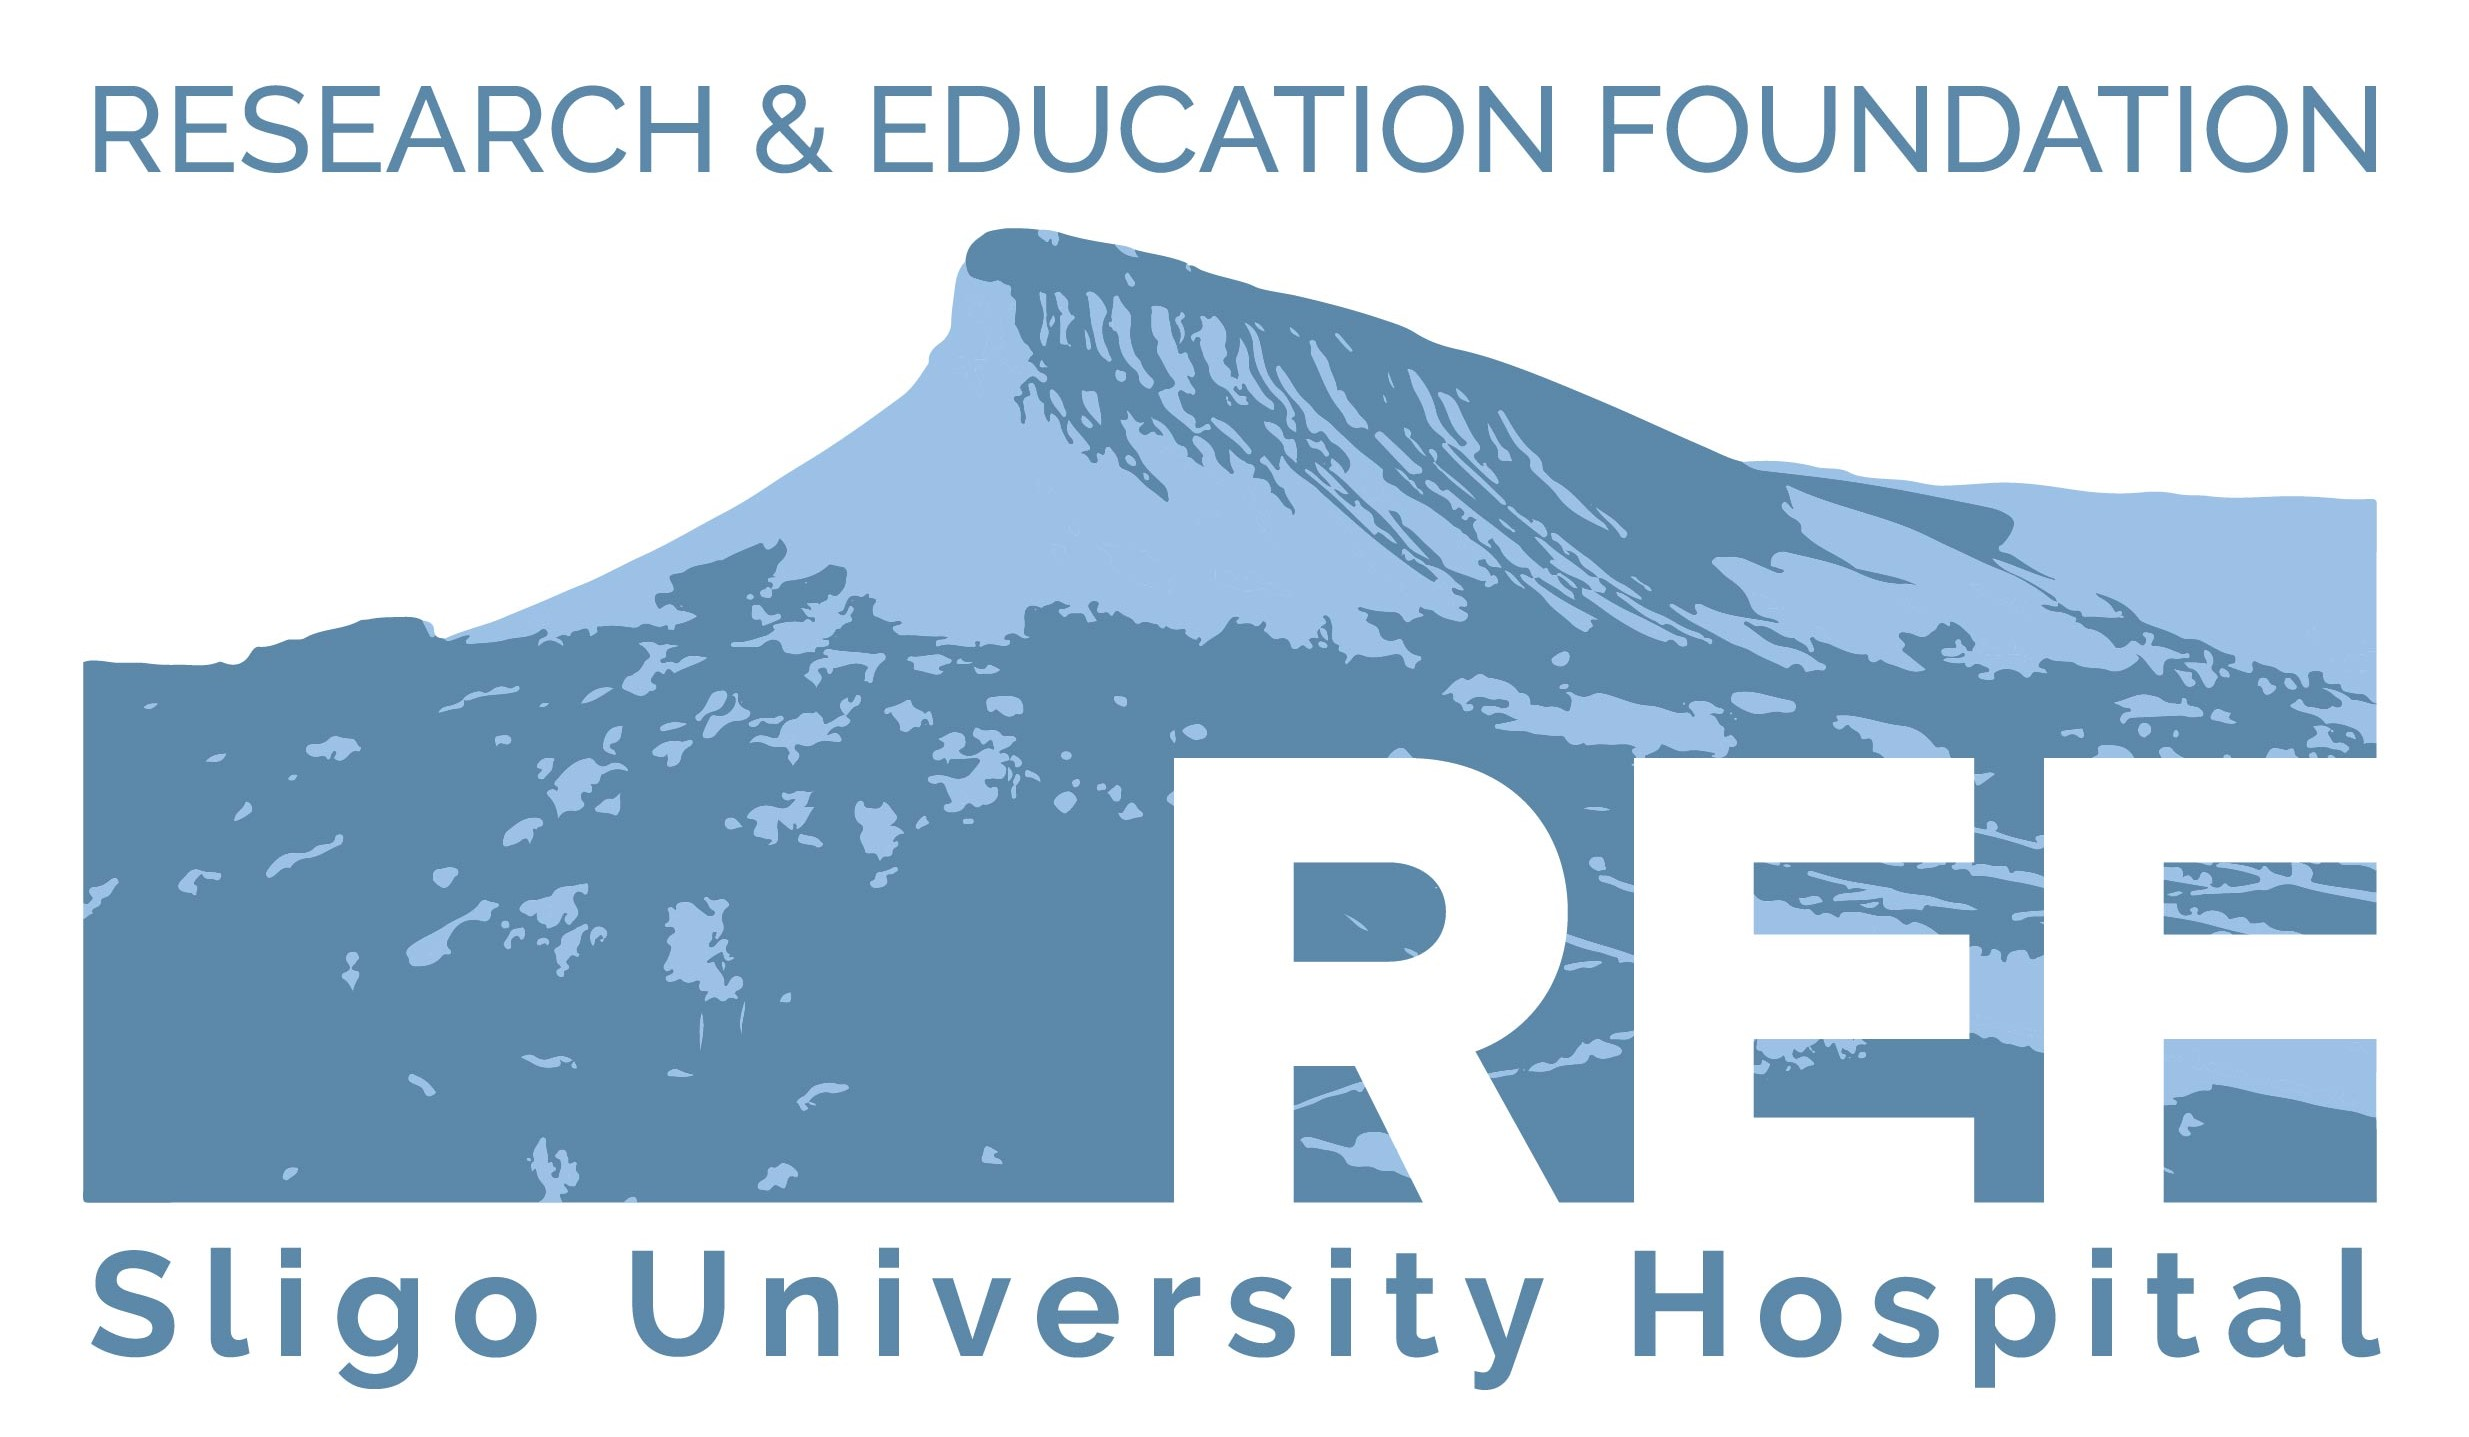 RESEARCH & EDUCATION FOUNDATION
REF
Sligo University Hospital